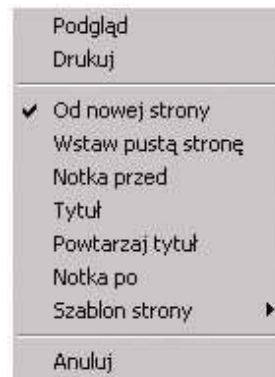 Podgląd
Drukuj
Od nowej strony
Wstaw pustą stronę
Notka przed
Tytuł
Powtarzaj tytuł
Notka po
Szablon strony
Anuluj